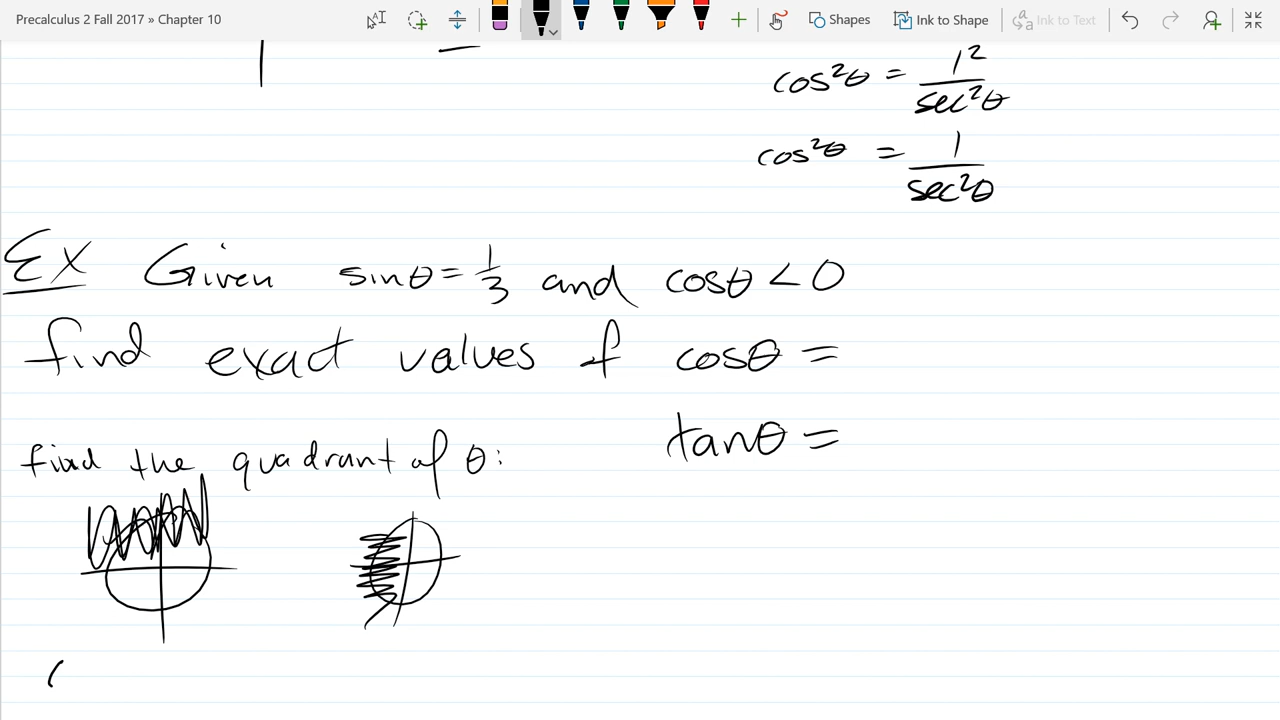 Precalculus 2 Fall 2017 » Chapter 10
Shapes
Ink to Shape
Ink to Text
cos²θ = 1²/sec²θ
cos²θ = 1/sec²θ
Ex Given sinθ = 1/3 and cosθ < 0
find exact values of cosθ =
tanθ =
find the quadrant of θ:
(